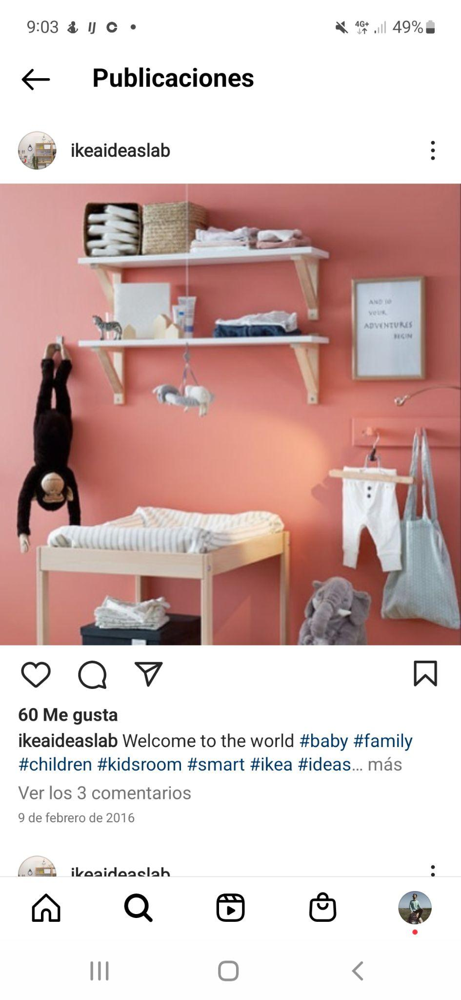 9:03
4G+
49%
Publicaciones
ikeaideaslab
AND SO
YOUR
ADVENTURES
BEGIN
60 Me gusta
ikeaideaslab Welcome to the world #baby #family
#children #kidsroom #smart #ikea #ideas... más
Ver los 3 comentarios
9 de febrero de 2016
ikeaideaslab